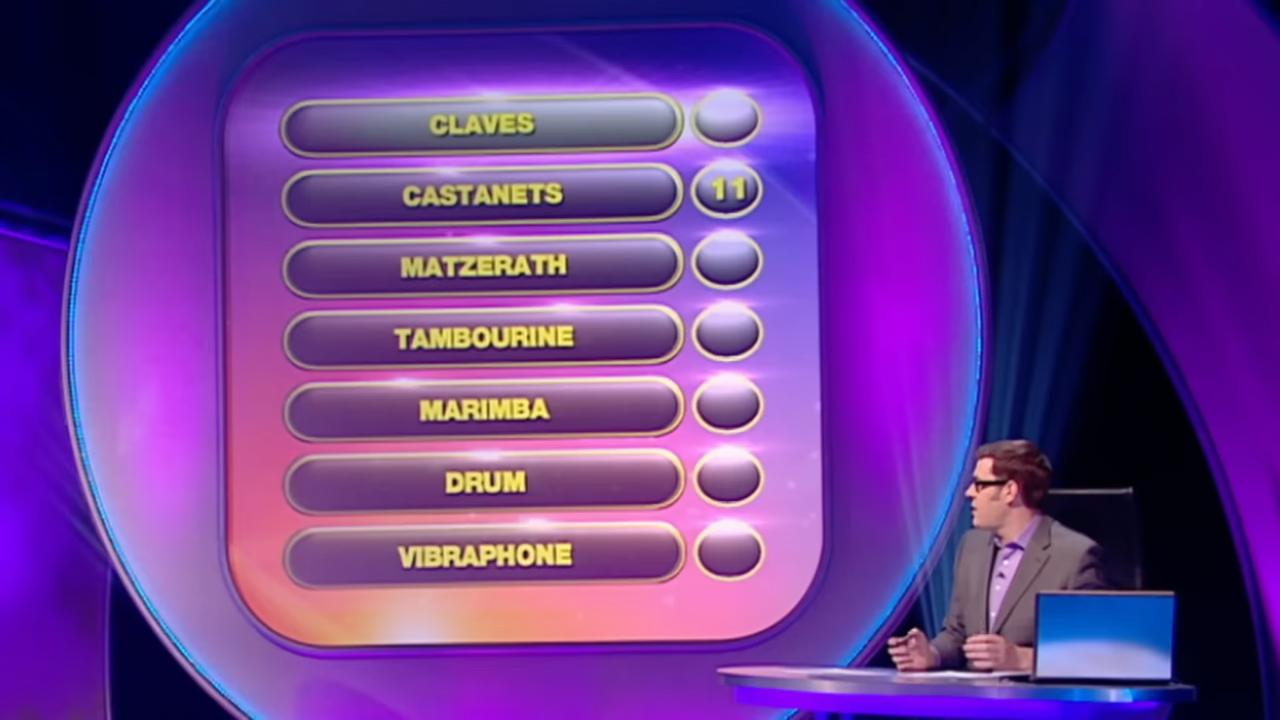 CLAVES
CASTANETS 11
MATZERATH
TAMBOURINE
MARIMBA
DRUM
VIBRAPHONE